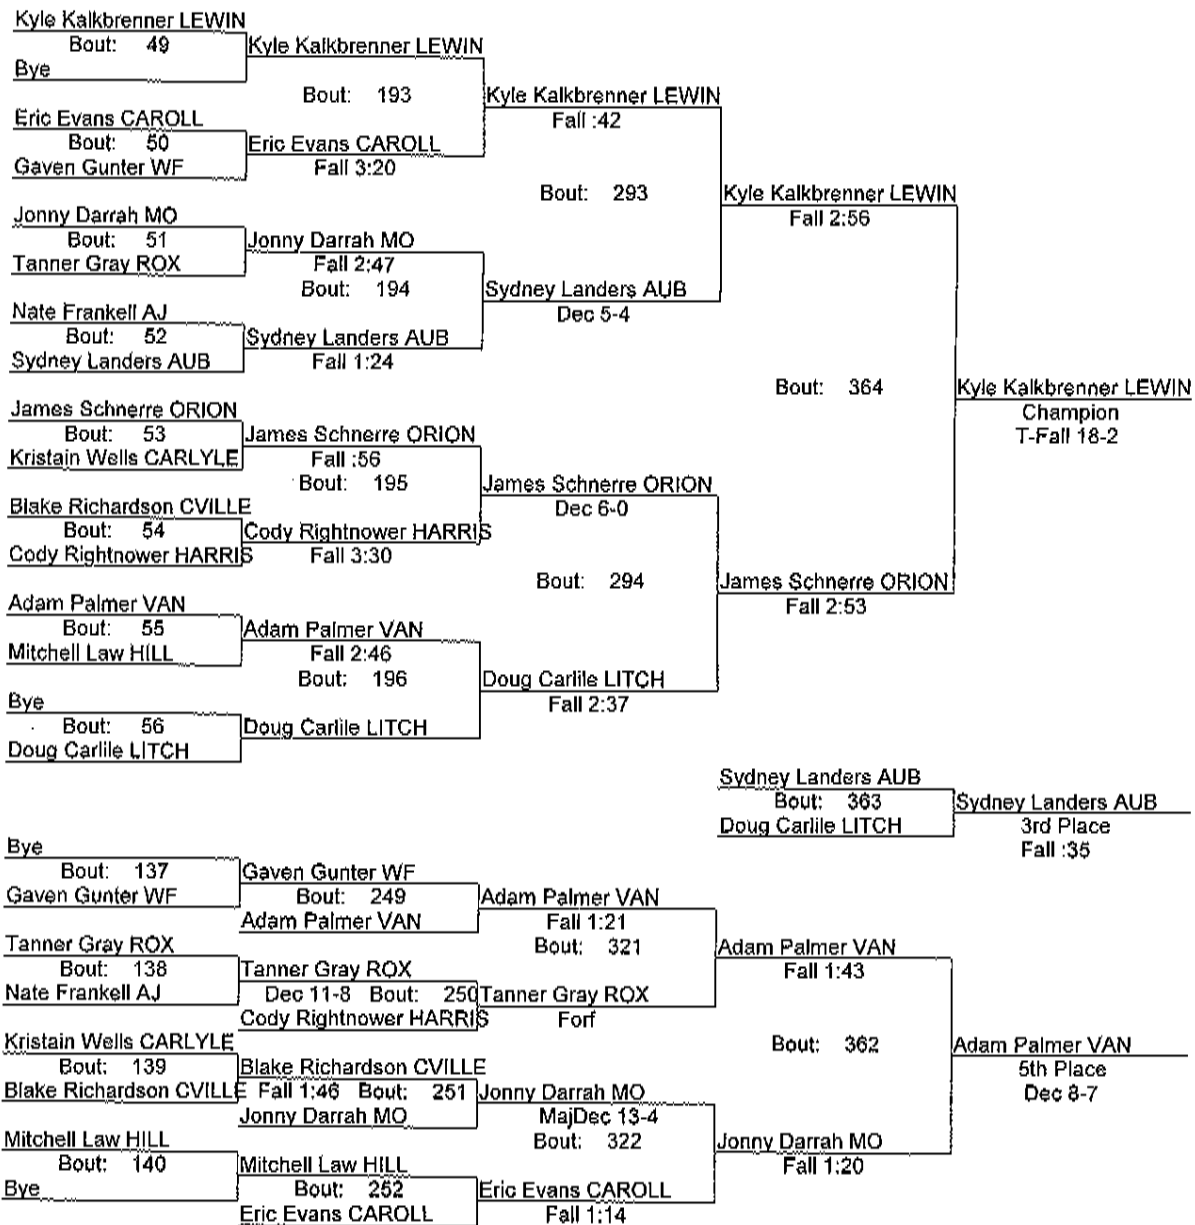 Kyle Kalkbrenner LEWIN
Bout: 49 Kyle Kalkbrenner LEWIN
Bye
Bout: 193 Kyle Kalkbrenner LEWIN
Eric Evans CAROLL Fall :42
Bout: 50 Eric Evans CAROLL
Gaven Gunter WF Fall 3:20
Bout: 293 Kyle Kalkbrenner LEWIN
Jonny Darrah MO Fall 2:56
Bout: 51 Jonny Darrah MO
Tanner Gray ROX Fall 2:47
Bout: 194 Sydney Landers AUB
Nate Frankell AJ Dec 5-4
Bout: 52 Sydney Landers AUB
Sydney Landers AUB Fall 1:24
Bout: 364 Kyle Kalkbrenner LEWIN
James Schnerre ORION Champion
Bout: 53 James Schnerre ORION T-Fall 18-2
Kristain Wells CARLYLE Fall :56
Bout: 195 James Schnerre ORION
Blake Richardson CVILLE Dec 6-0
Bout: 54 Cody Rightnower HARRIS
Cody Rightnower HARRIS Fall 3:30
Bout: 294 James Schnerre ORION
Adam Palmer VAN Fall 2:53
Bout: 55 Adam Palmer VAN
Mitchell Law HILL Fall 2:46
Bout: 196 Doug Carlile LITCH
Bye Fall 2:37
Bout: 56 Doug Carlile LITCH
Doug Carlile LITCH
Sydney Landers AUB
Bout: 363 Sydney Landers AUB
Doug Carlile LITCH 3rd Place
Fall :35
Bye
Bout: 137 Gaven Gunter WF
Gaven Gunter WF Bout: 249 Adam Palmer VAN
Adam Palmer VAN Fall 1:21
Tanner Gray ROX Bout: 321 Adam Palmer VAN
Bout: 138 Tanner Gray ROX Fall 1:43
Nate Frankell AJ Dec 11-8 Bout: 250 Tanner Gray ROX
Cody Rightnower HARRIS Forf
Kristain Wells CARLYLE Bout: 362 Adam Palmer VAN
Bout: 139 Blake Richardson CVILLE 5th Place
Blake Richardson CVILLE Fall 1:46 Bout: 251 Jonny Darrah MO Dec 8-7
Jonny Darrah MO MajDec 13-4
Mitchell Law HILL Bout: 322 Jonny Darrah MO
Bout: 140 Mitchell Law HILL Fall 1:20
Bye Bout: 252 Eric Evans CAROLL
Eric Evans CAROLL Fall 1:14